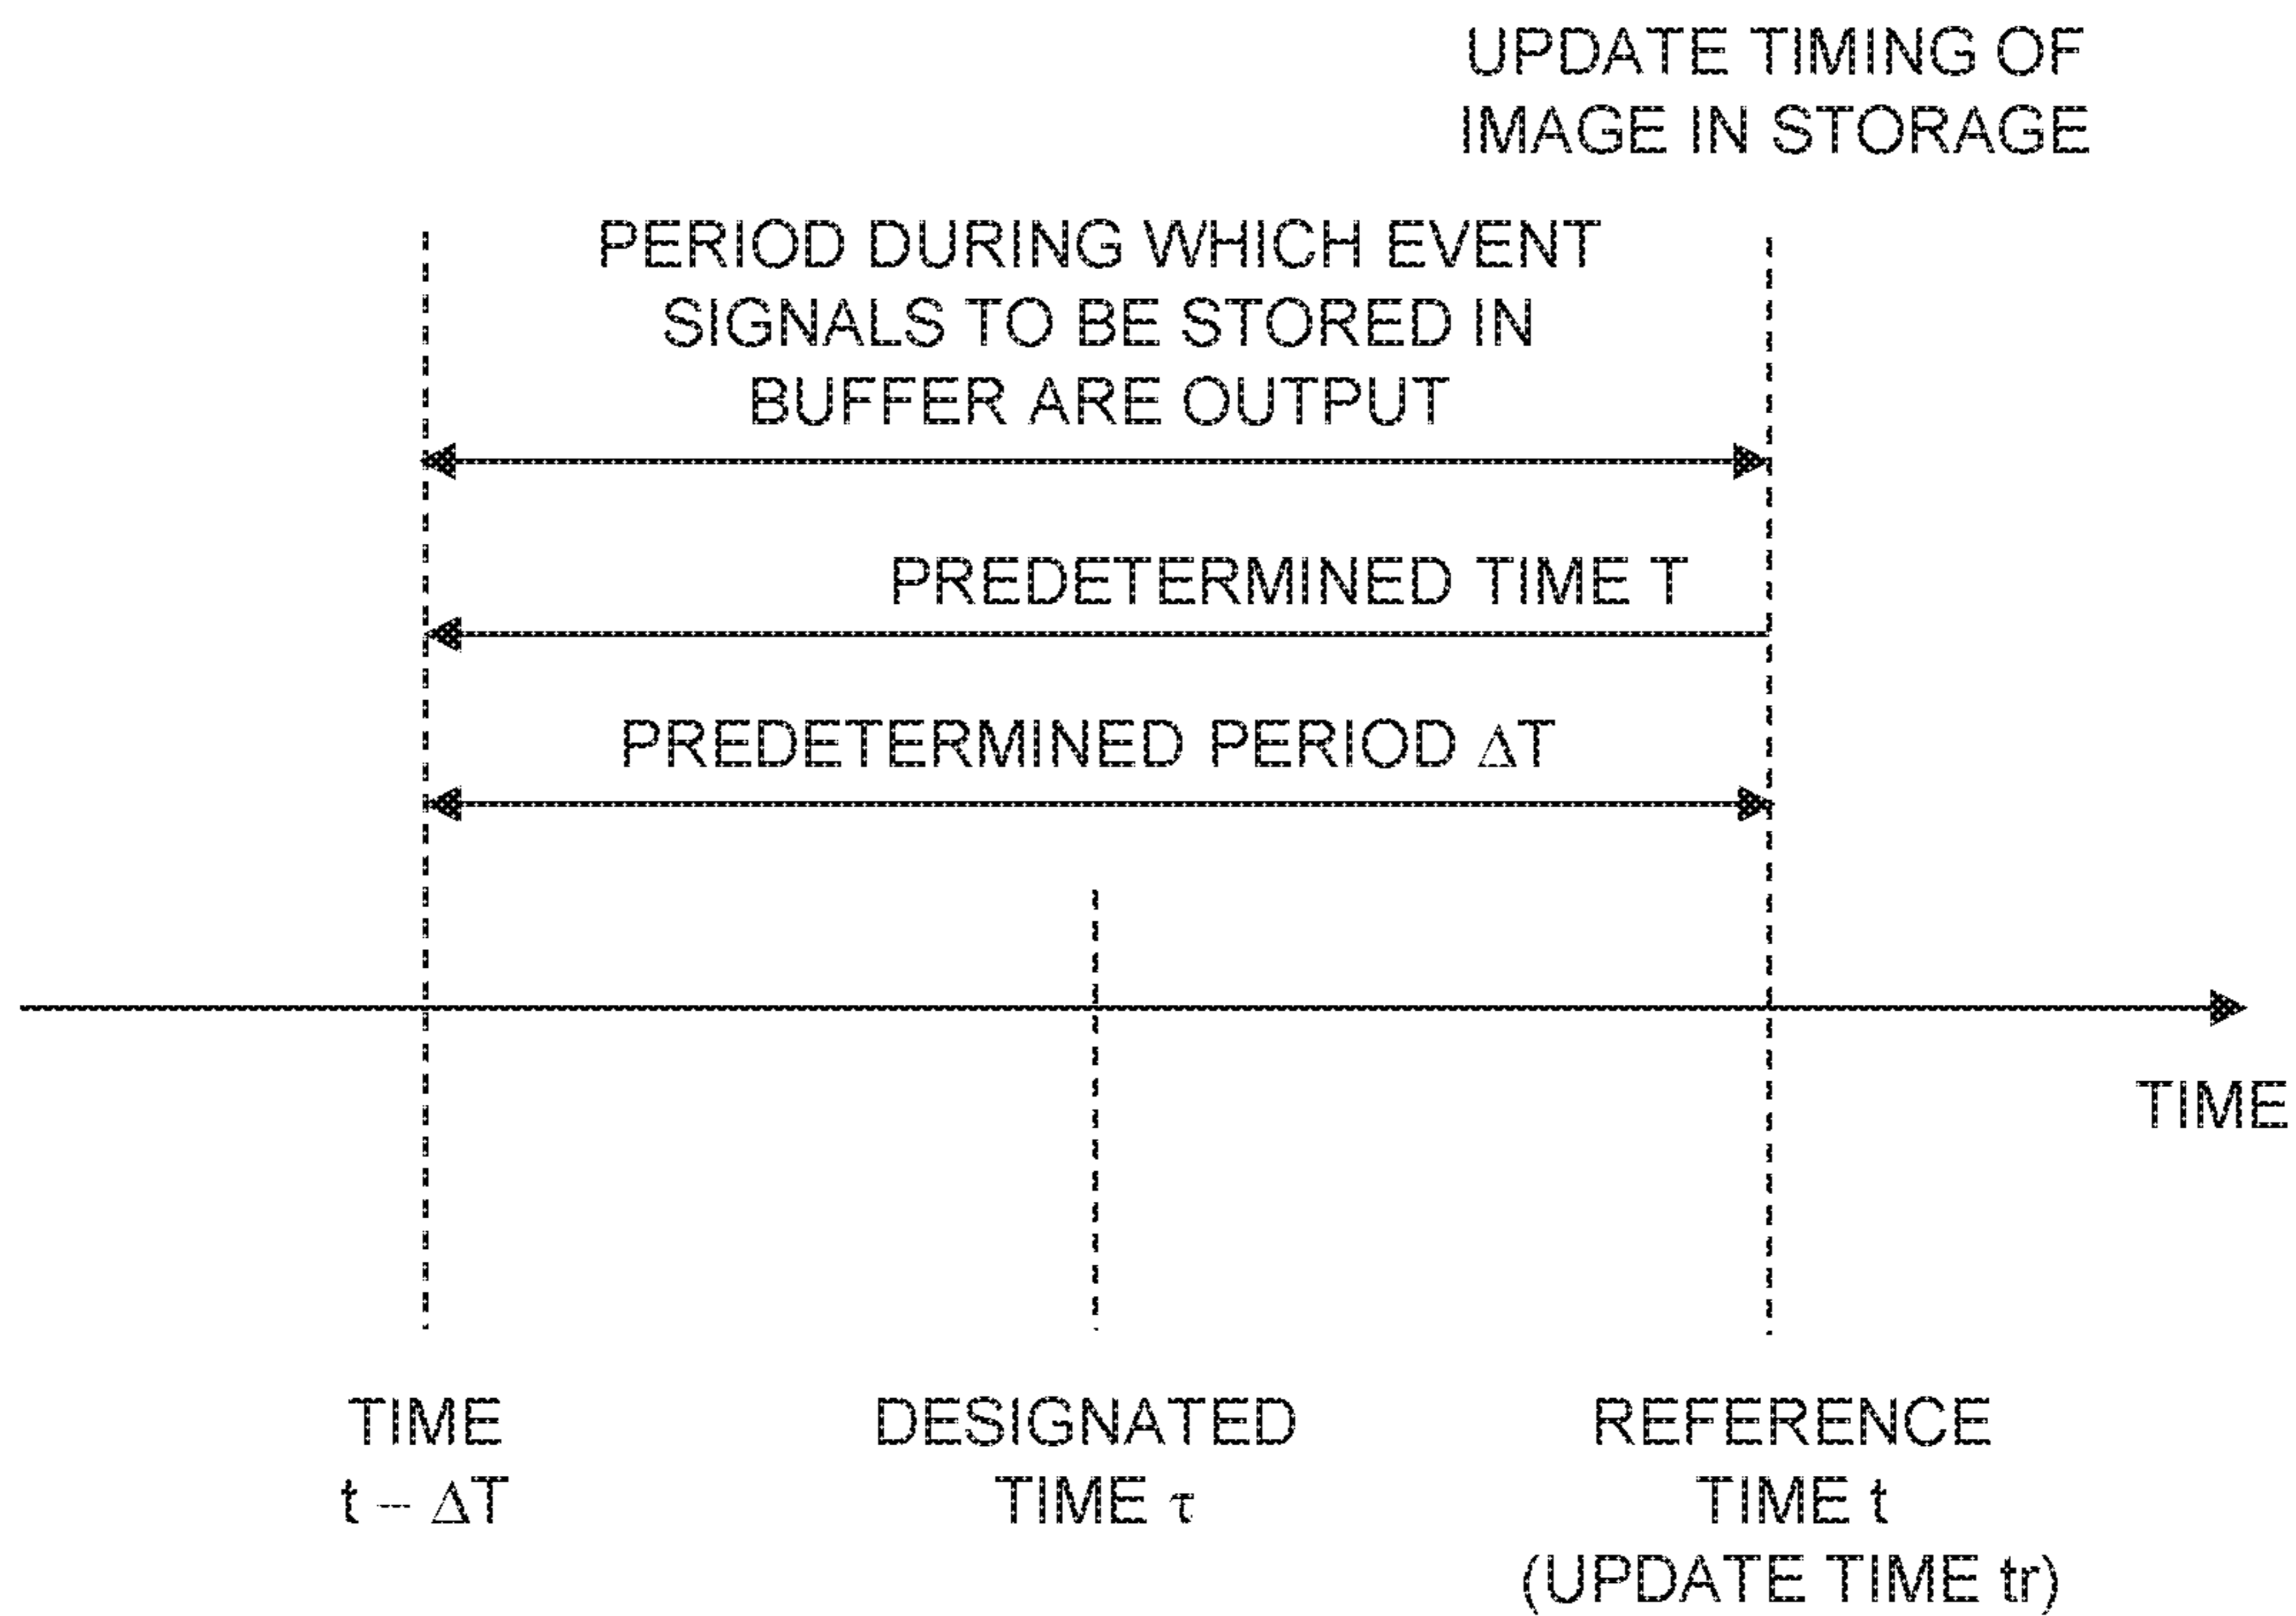 UPDATE TIMING OF
IMAGE IN STORAGE
PERIOD DURING WHICH EVENT
SIGNALS TO BE STORED IN
BUFFER ARE OUTPUT
PREDETERMINED TIME T
PREDETERMINED PERIOD ΔT
TIME
TIME
t – ΔT
DESIGNATED
TIME τ
REFERENCE
TIME t
(UPDATE TIME tr)